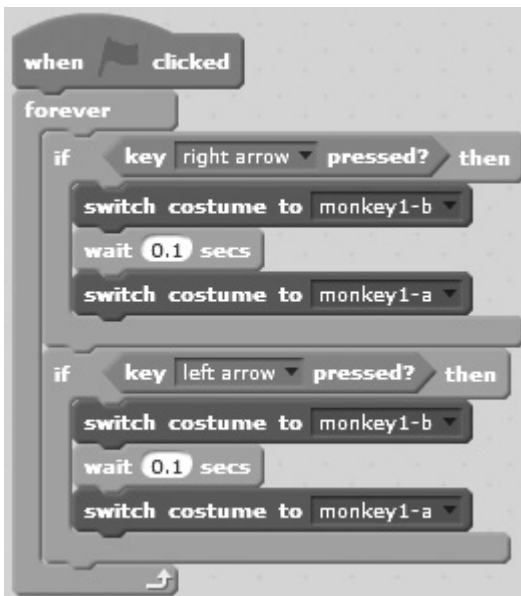 when clicked
forever
if key right arrow pressed? then
switch costume to monkey1-b
wait 0.1 secs
switch costume to monkey1-a
if key left arrow pressed? then
switch costume to monkey1-b
wait 0.1 secs
switch costume to monkey1-a